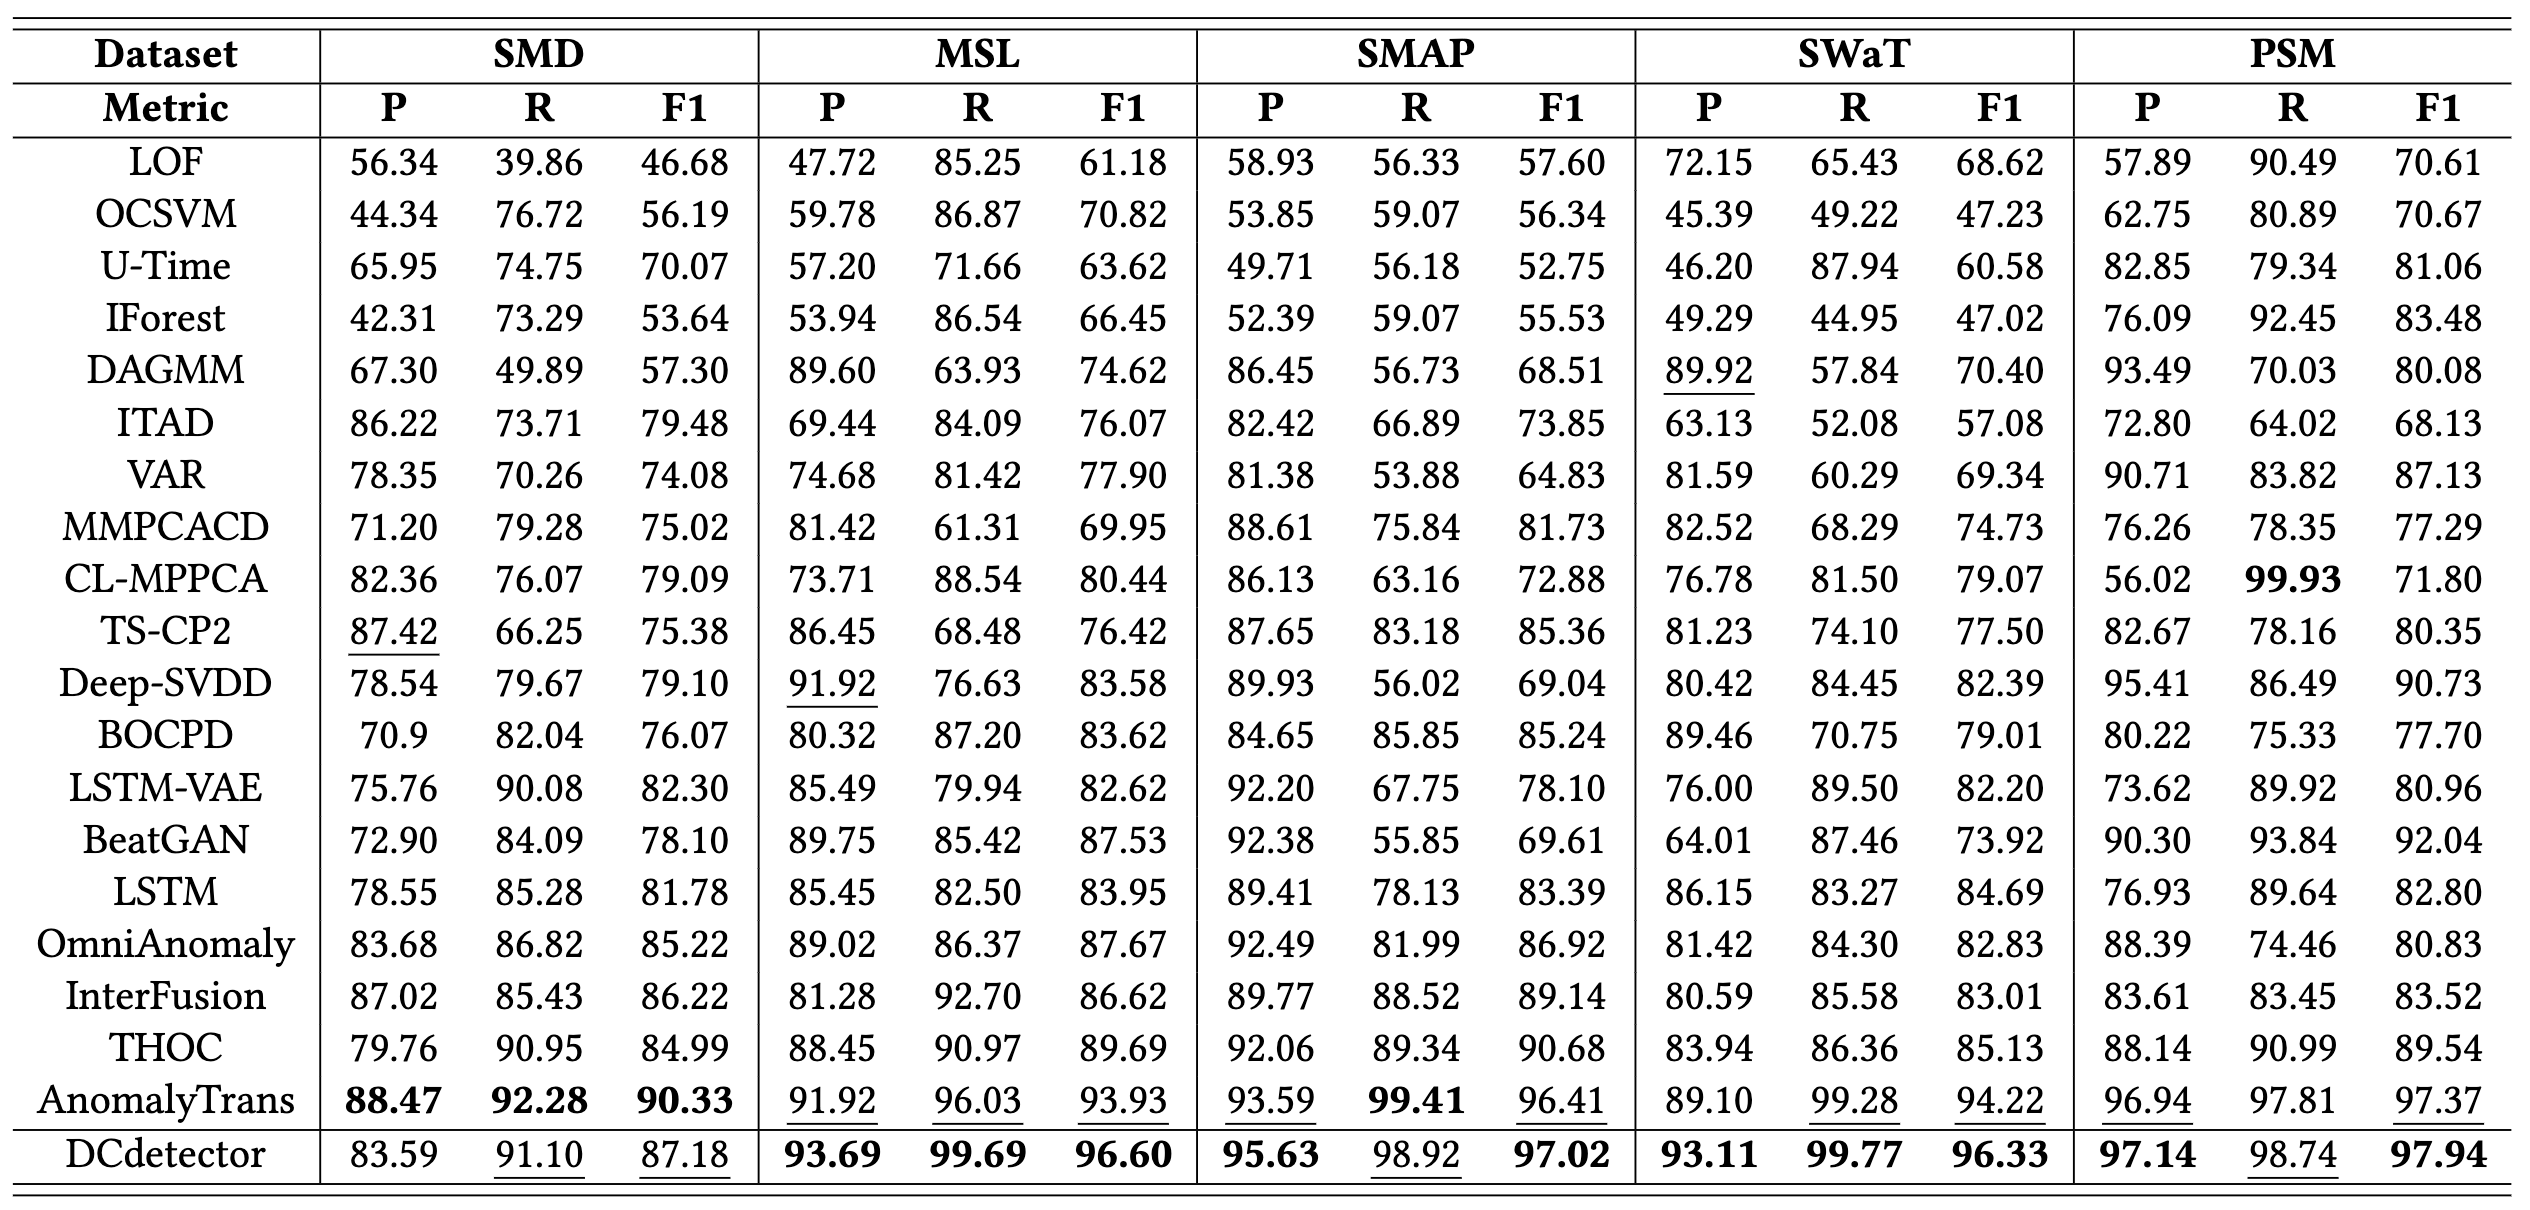 Dataset SMD MSL SMAP SWaT PSM
Metric P R F1 P R F1 P R F1 P R F1 P R F1
LOF 56.34 39.86 46.68 47.72 85.25 61.18 58.93 56.33 57.60 72.15 65.43 68.62 57.89 90.49 70.61
OCSVM 44.34 76.72 56.19 59.78 86.87 70.82 53.85 59.07 56.34 45.39 49.22 47.23 62.75 80.89 70.67
U-Time 65.95 74.75 70.07 57.20 71.66 63.62 49.71 56.18 52.75 46.20 87.94 60.58 82.85 79.34 81.06
IForest 42.31 73.29 53.64 53.94 86.54 66.45 52.39 59.07 55.53 49.29 44.95 47.02 76.09 92.45 83.48
DAGMM 67.30 49.89 57.30 89.60 63.93 74.62 86.45 56.73 68.51 89.92 57.84 70.40 93.49 70.03 80.08
ITAD 86.22 73.71 79.48 69.44 84.09 76.07 82.42 66.89 73.85 63.13 52.08 57.08 72.80 64.02 68.13
VAR 78.35 70.26 74.08 74.68 81.42 77.90 81.38 53.88 64.83 81.59 60.29 69.34 90.71 83.82 87.13
MMPCACD 71.20 79.28 75.02 81.42 61.31 69.95 88.61 75.84 81.73 82.52 68.29 74.73 76.26 78.35 77.29
CL-MPPCA 82.36 76.07 79.09 73.71 88.54 80.44 86.13 63.16 72.88 76.78 81.50 79.07 56.02 99.93 71.80
TS-CP2 87.42 66.25 75.38 86.45 68.48 76.42 87.65 83.18 85.36 81.23 74.10 77.50 82.67 78.16 80.35
Deep-SVDD 78.54 79.67 79.10 91.92 76.63 83.58 89.93 56.02 69.04 80.42 84.45 82.39 95.41 86.49 90.73
BOCPD 70.9 82.04 76.07 80.32 87.20 83.62 84.65 85.85 85.24 89.46 70.75 79.01 80.22 75.33 77.70
LSTM-VAE 75.76 90.08 82.30 85.49 79.94 82.62 92.20 67.75 78.10 76.00 89.50 82.20 73.62 89.92 80.96
BeatGAN 72.90 84.09 78.10 89.75 85.42 87.53 92.38 55.85 69.61 64.01 87.46 73.92 90.30 93.84 92.04
LSTM 78.55 85.28 81.78 85.45 82.50 83.95 89.41 78.13 83.39 86.15 83.27 84.69 76.93 89.64 82.80
OmniAnomaly 83.68 86.82 85.22 89.02 86.37 87.67 92.49 81.99 86.92 81.42 84.30 82.83 88.39 74.46 80.83
InterFusion 87.02 85.43 86.22 81.28 92.70 86.62 89.77 88.52 89.14 80.59 85.58 83.01 83.61 83.45 83.52
THOC 79.76 90.95 84.99 88.45 90.97 89.69 92.06 89.34 90.68 83.94 86.36 85.13 88.14 90.99 89.54
AnomalyTrans 88.47 92.28 90.33 91.92 96.03 93.93 93.59 99.41 96.41 89.10 99.28 94.22 96.94 97.81 97.37
DCdetector 83.59 91.10 87.18 93.69 99.69 96.60 95.63 98.92 97.02 93.11 99.77 96.33 97.14 98.74 97.94